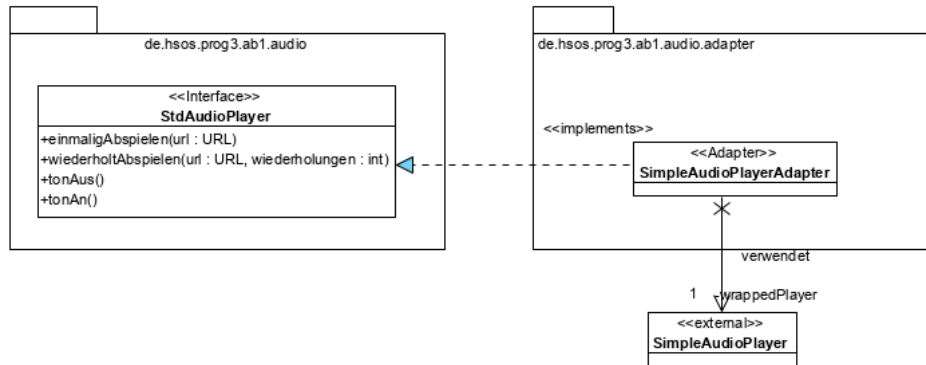 de.hsos.prog3.ab1.audio
<<Interface>>
StdAudioPlayer
+einmaligAbspielen(url : URL)
+wiederholtAbspielen(url : URL, wiederholungen : int)
+tonAus()
+tonAn()
de.hsos.prog3.ab1.audio.adapter
<<implements>>
<<Adapter>>
SimpleAudioPlayerAdapter
verwendet
1 -wrappedPlayer
<<external>>
SimpleAudioPlayer